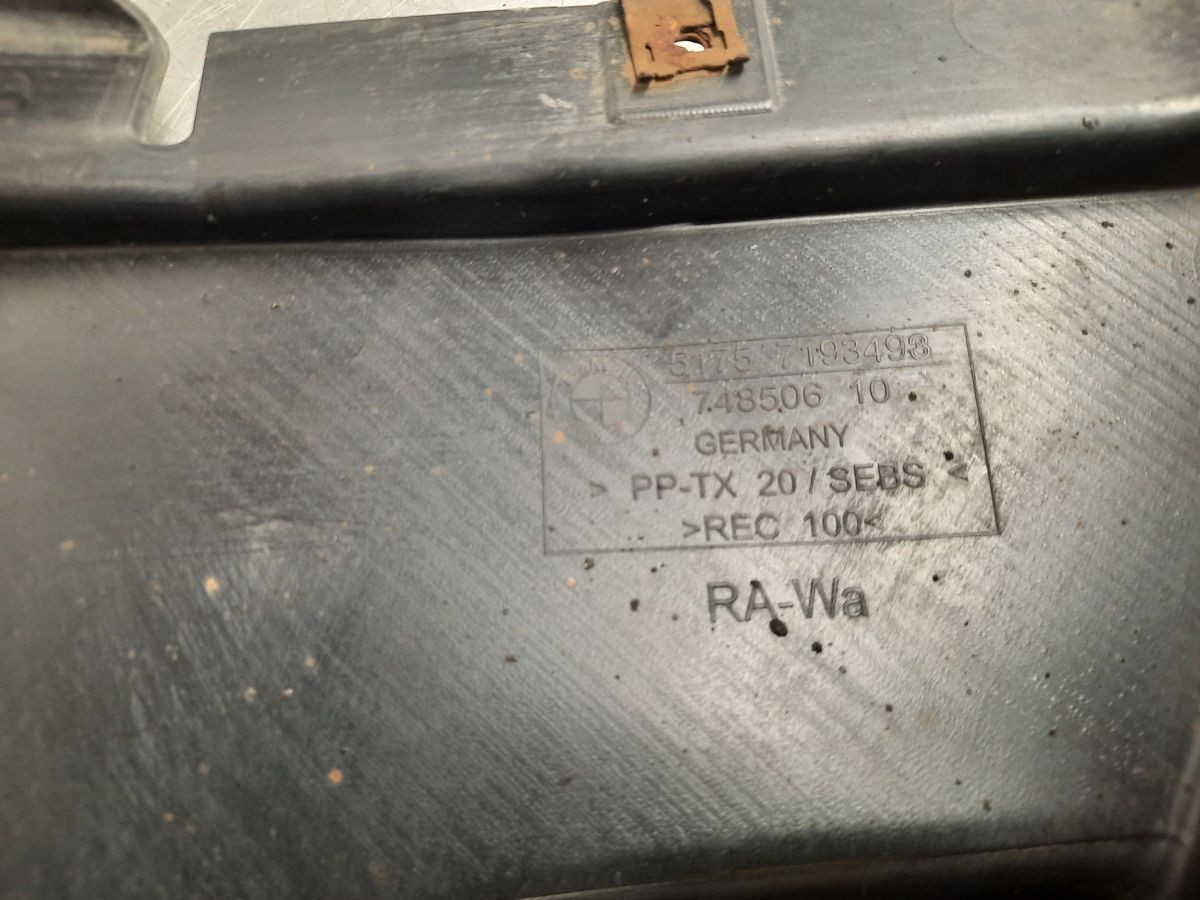 5175 7193493
748506 10
GERMANY
> PP-TX 20 / SEBS <
>REC 100<
RA-Wa